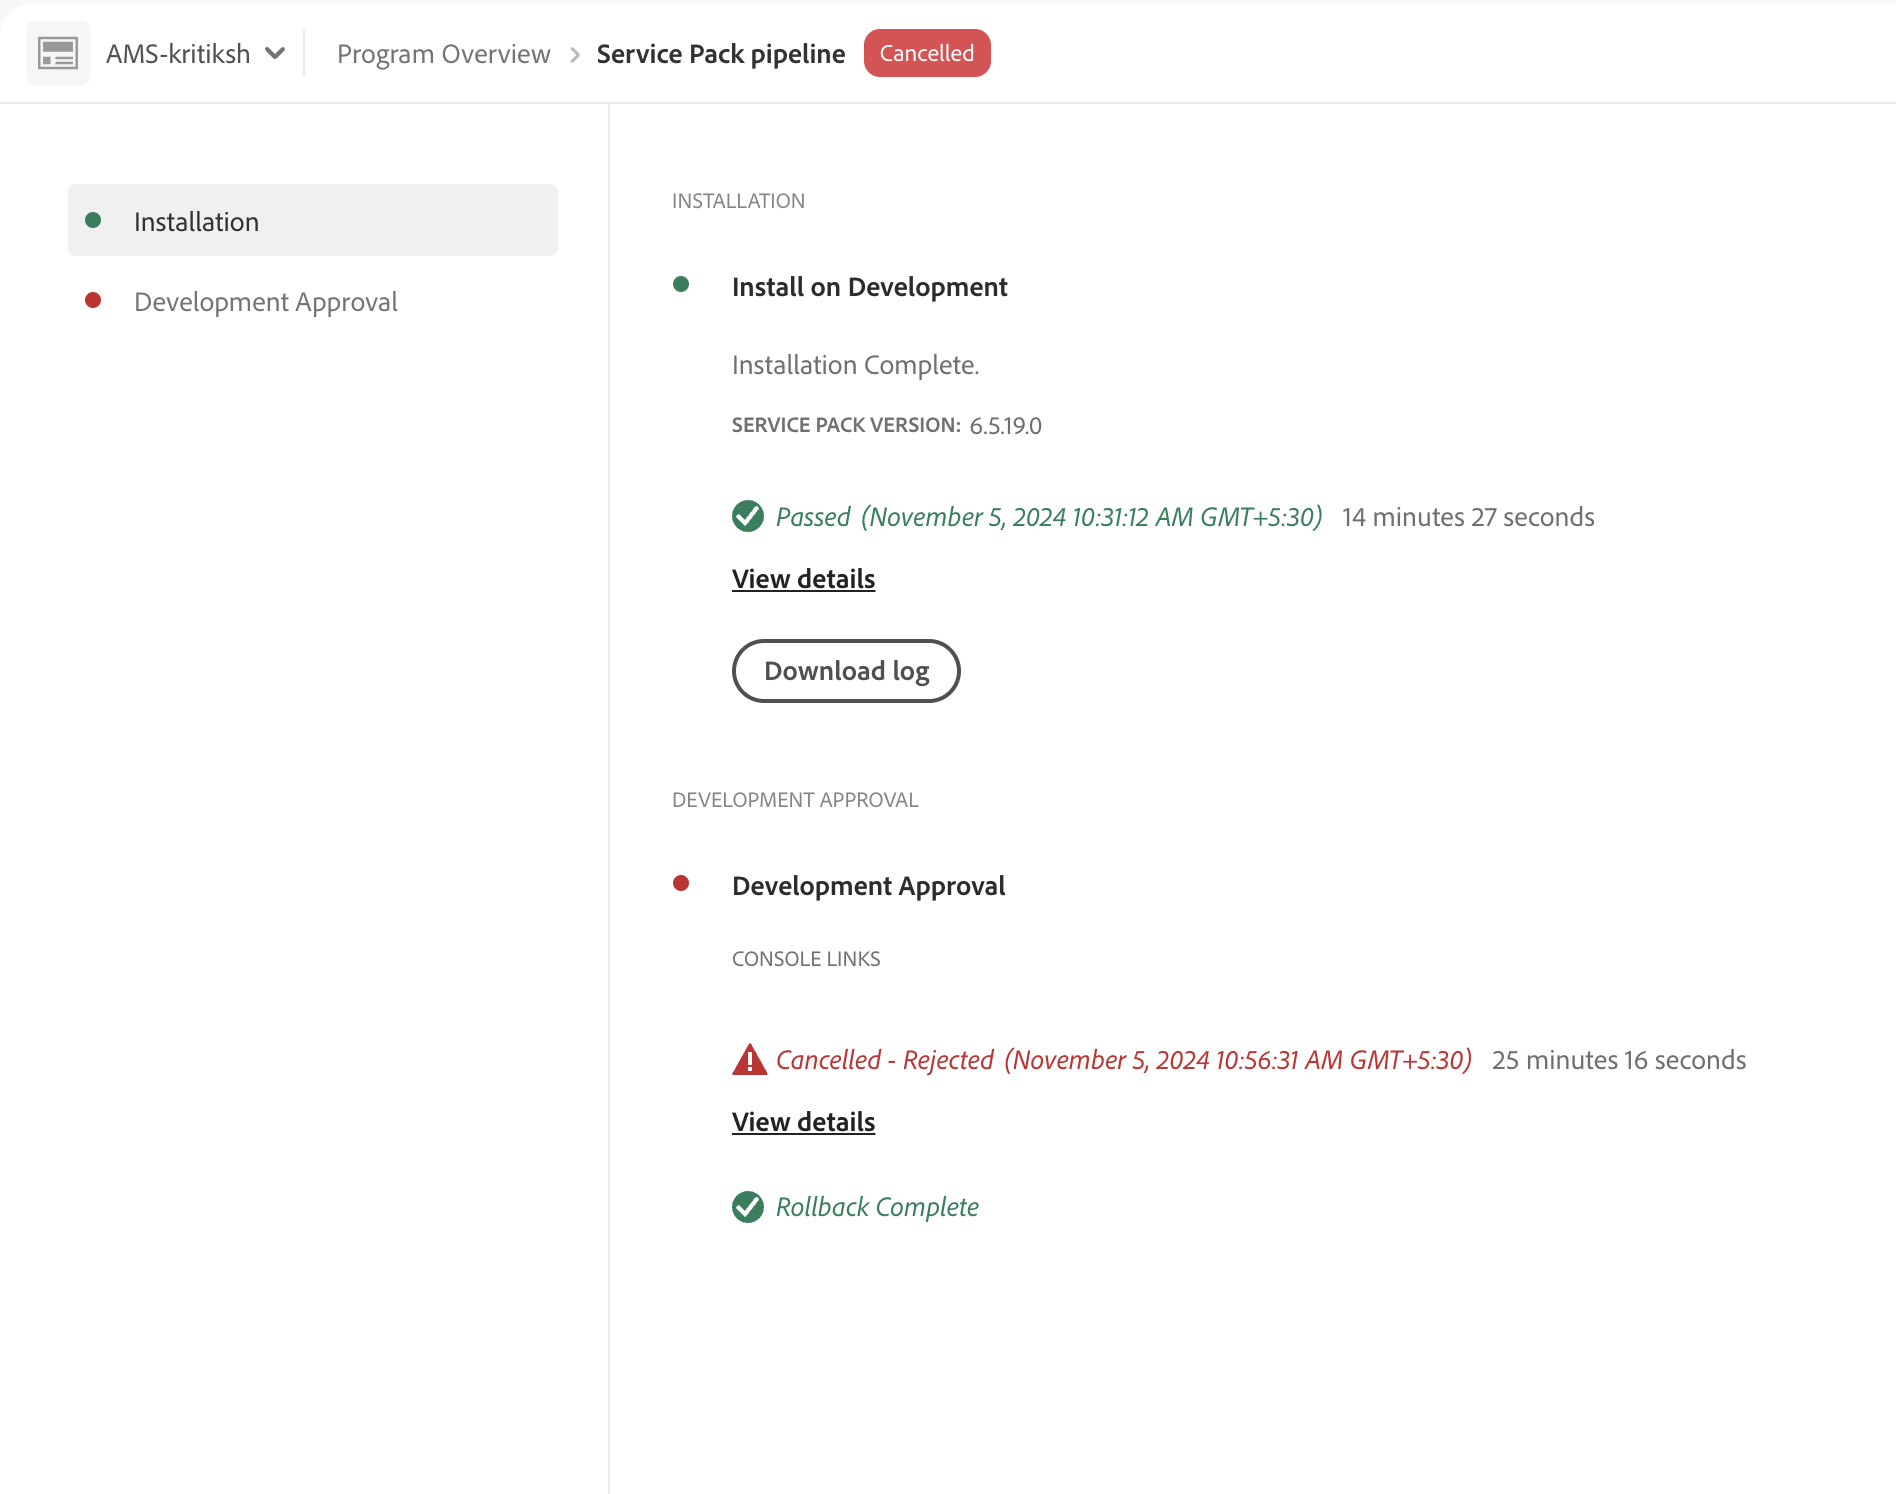 AMS-kritiksh
Program Overview
Service Pack pipeline
Cancelled
Installation
Development Approval
INSTALLATION
Install on Development
Installation Complete.
SERVICE PACK VERSION: 6.5.19.0
Passed (November 5, 2024 10:31:12 AM GMT+5:30) 14 minutes 27 seconds
View details
Download log
DEVELOPMENT APPROVAL
Development Approval
CONSOLE LINKS
Cancelled - Rejected (November 5, 2024 10:56:31 AM GMT+5:30) 25 minutes 16 seconds
View details
Rollback Complete